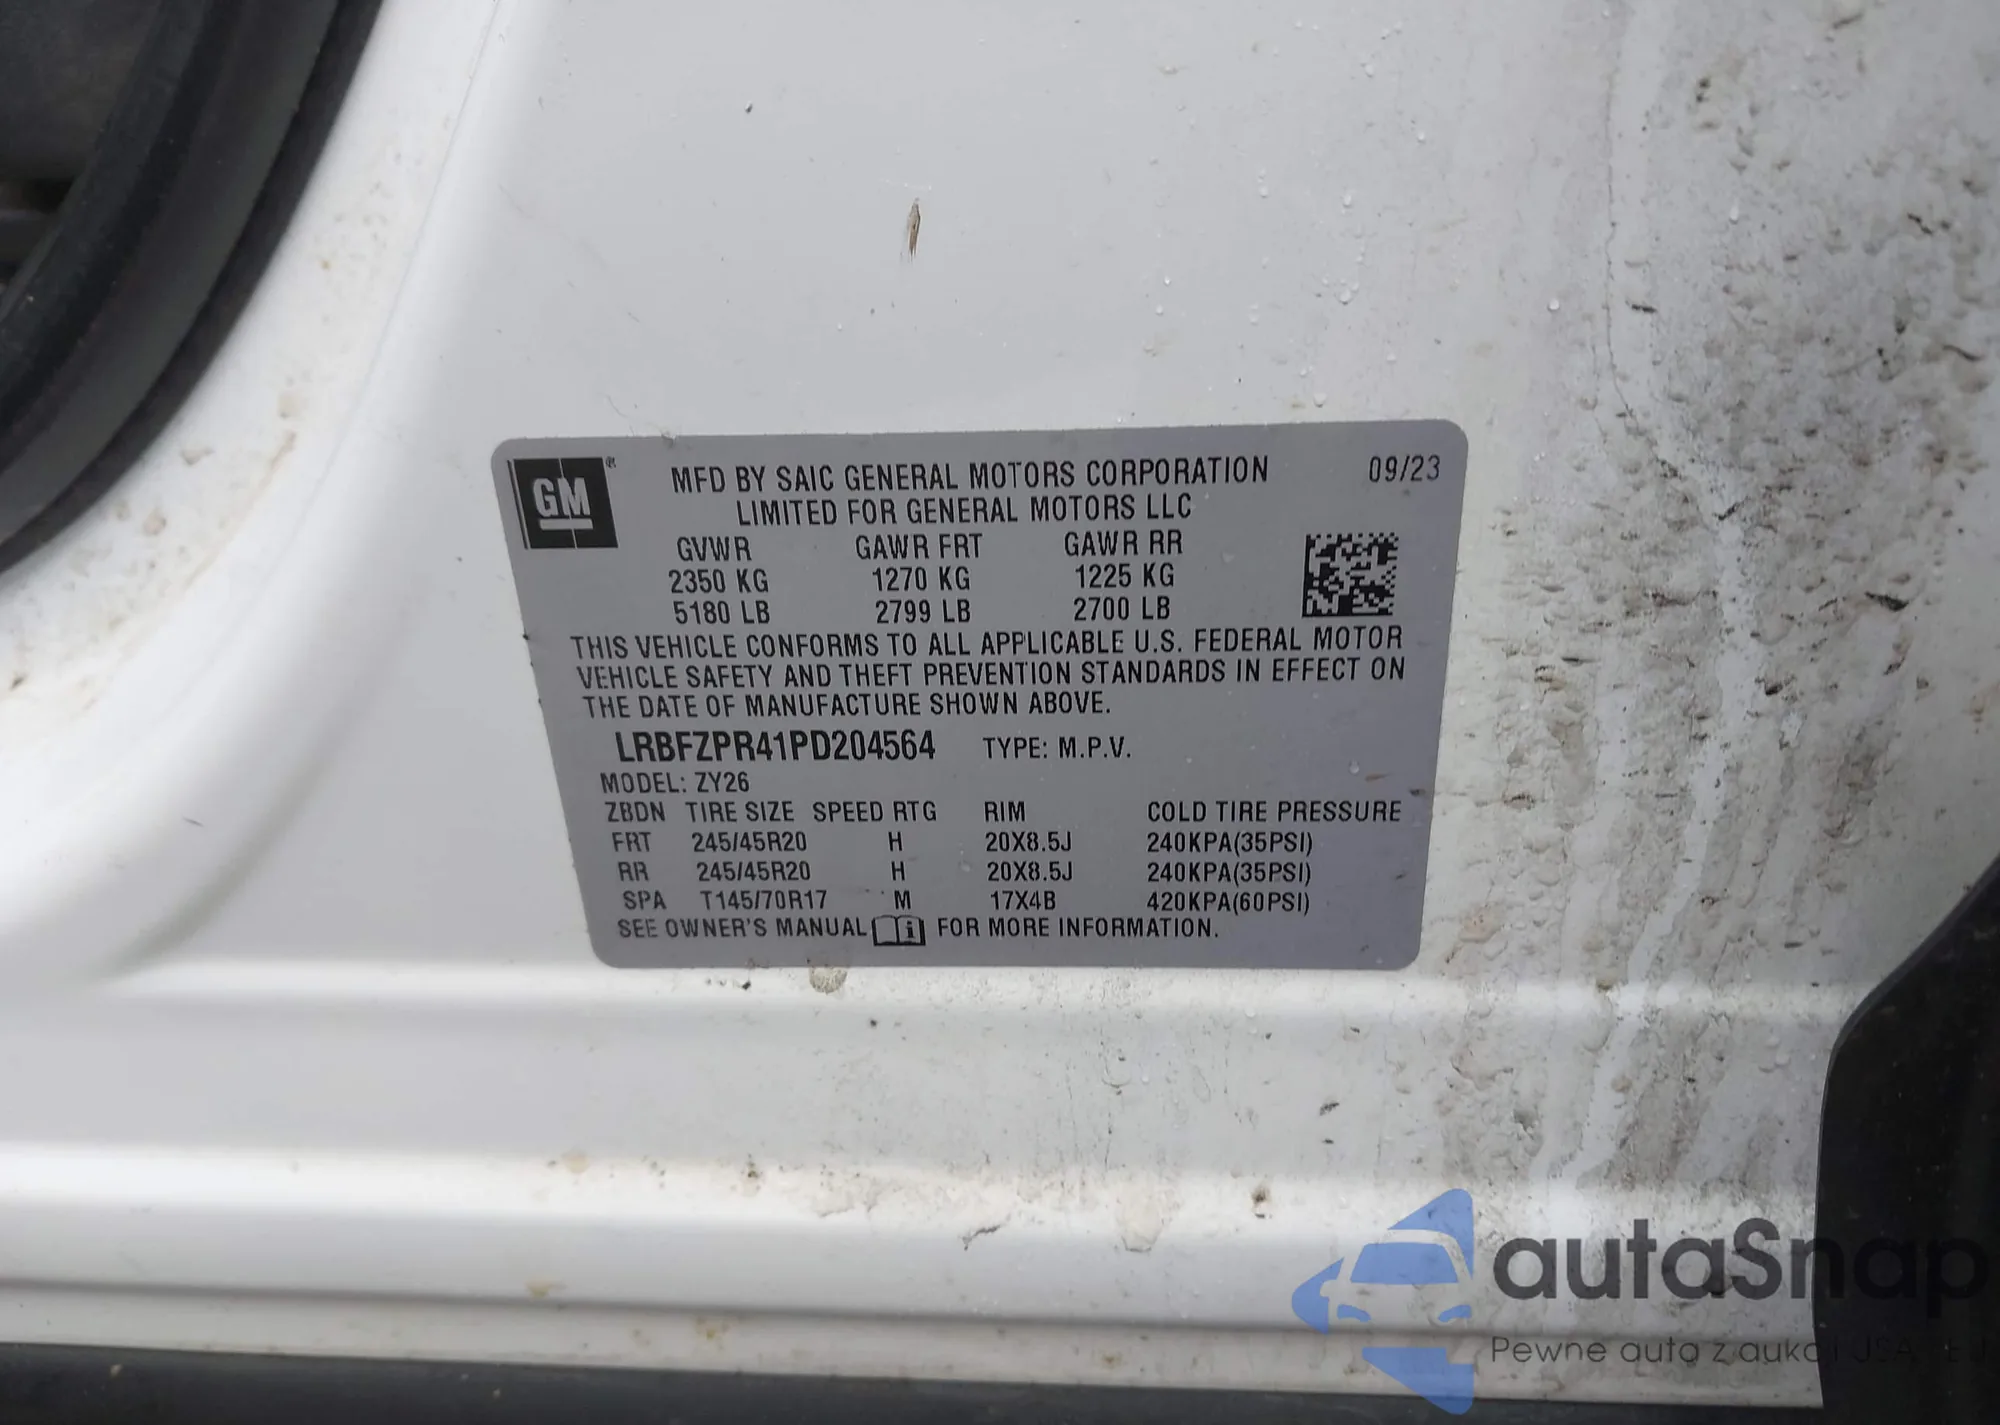 GM ®
MFD BY SAIC GENERAL MOTORS CORPORATION 09/23
LIMITED FOR GENERAL MOTORS LLC
GVWR GAWR FRT GAWR RR
2350 KG 1270 KG 1225 KG
5180 LB 2799 LB 2700 LB
THIS VEHICLE CONFORMS TO ALL APPLICABLE U.S. FEDERAL MOTOR
VEHICLE SAFETY AND THEFT PREVENTION STANDARDS IN EFFECT ON
THE DATE OF MANUFACTURE SHOWN ABOVE.
LRBFZPR41PD204564 TYPE: M.P.V.
MODEL: ZY26
ZBDN TIRE SIZE SPEED RTG RIM COLD TIRE PRESSURE
FRT 245/45R20 H 20X8.5J 240KPA(35PSI)
RR 245/45R20 H 20X8.5J 240KPA(35PSI)
SPA T145/70R17 M 17X4B 420KPA(60PSI)
SEE OWNER'S MANUAL i FOR MORE INFORMATION.
autaSnap
Pewne auta z aukcji USA i EU